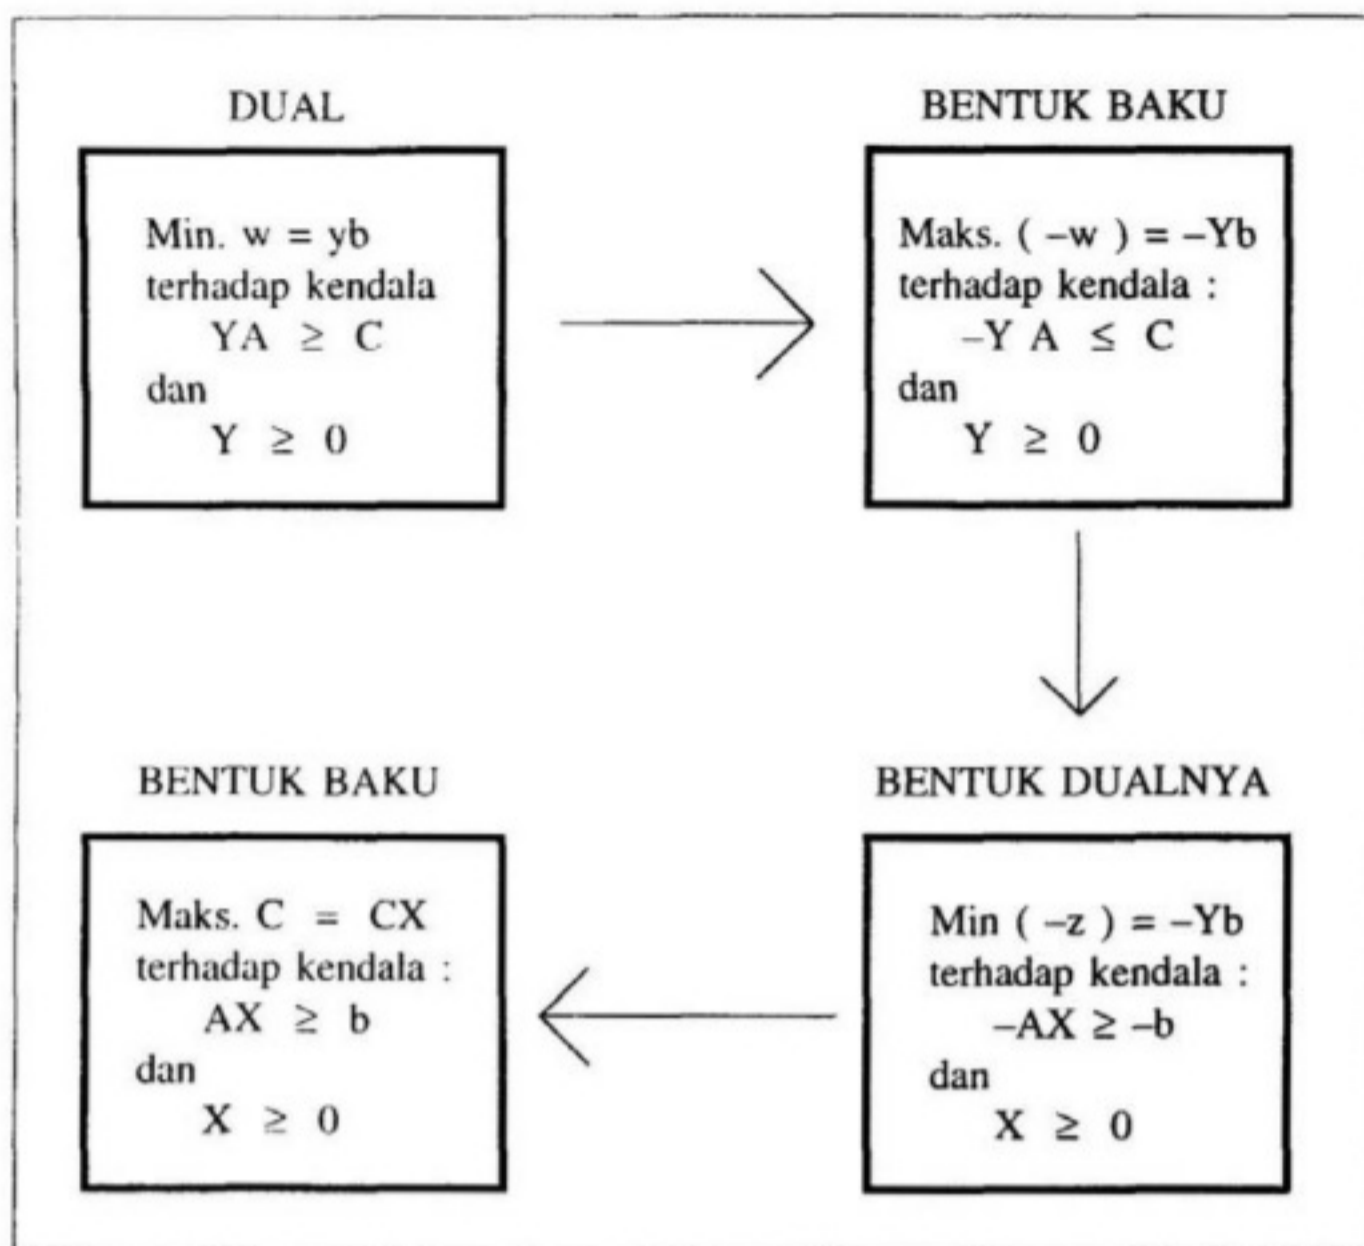 DUAL
Min. w = yb
terhadap kendala
YA ≥ C
dan
Y ≥ 0
BENTUK BAKU
Maks. ( –w ) = –Yb
terhadap kendala :
–Y A ≤ C
dan
Y ≥ 0
BENTUK BAKU
Maks. C = CX
terhadap kendala :
AX ≥ b
dan
X ≥ 0
BENTUK DUALNYA
Min ( –z ) = –Yb
terhadap kendala :
–AX ≥ –b
dan
X ≥ 0